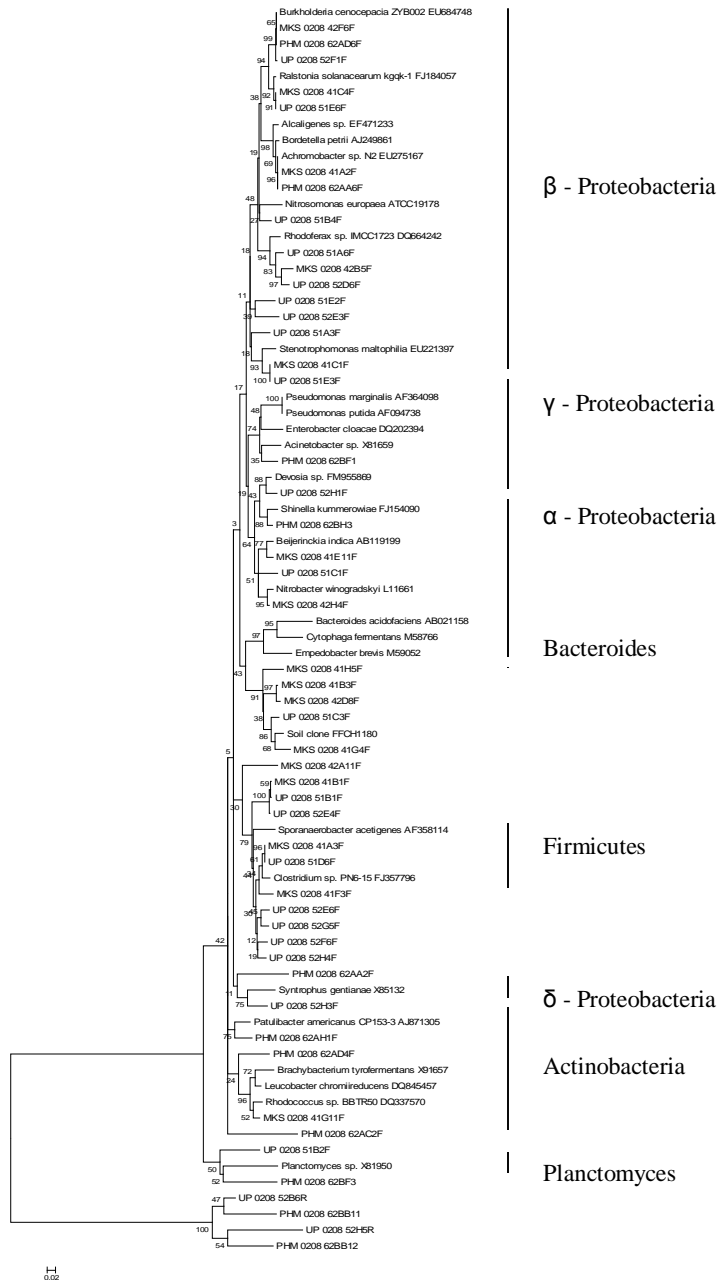 Burkholderia cenocepacia ZYB002 EU684748
65
MKS 0208 42F6F
99
PHM 0208 62AD6F
UP 0208 52F1F
94
Ralstonia solanacearum kgqk-1 FJ184057
92
MKS 0208 41C4F
38
91
UP 0208 51E6F
Alcaligenes sp. EF471233
98
Bordetella petrii AJ249861
19
Achromobacter sp. N2 EU275167
69
MKS 0208 41A2F
96
PHM 0208 62AA6F
β - Proteobacteria
48
Nitrosomonas europaea ATCC19178
27
UP 0208 51B4F
Rhodoferax sp. IMCC1723 DQ664242
18
94
UP 0208 51A6F
83
MKS 0208 42B5F
97
UP 0208 52D6F
11
UP 0208 51E2F
39
UP 0208 52E3F
UP 0208 51A3F
18
Stenotrophomonas maltophilia EU221397
93
MKS 0208 41C1F
100
UP 0208 51E3F
17
100
Pseudomonas marginalis AF364098
γ - Proteobacteria
48
Pseudomonas putida AF094738
74
Enterobacter cloacae DQ202394
Acinetobacter sp. X81659
35
PHM 0208 62BF1
88
Devosia sp. FM955869
19
43
UP 0208 52H1F
Shinella kummerowiae FJ154090
α - Proteobacteria
3
88
PHM 0208 62BH3
64
77
Beijerinckia indica AB119199
MKS 0208 41E11F
51
UP 0208 51C1F
Nitrobacter winogradskyi L11661
95
MKS 0208 42H4F
95
Bacteroides acidofaciens AB021158
97
Cytophaga fermentans M58766
Empedobacter brevis M59052
Bacteroides
43
MKS 0208 41H5F
97
MKS 0208 41B3F
91
MKS 0208 42D8F
38
UP 0208 51C3F
86
Soil clone FFCH1180
5
68
MKS 0208 41G4F
MKS 0208 42A11F
59
MKS 0208 41B1F
100
UP 0208 51B1F
30
UP 0208 52E4F
Sporanaerobacter acetigenes AF358114
79
96
MKS 0208 41A3F
Firmicutes
61
UP 0208 51D6F
44
Clostridium sp. PN6-15 FJ357796
MKS 0208 41F3F
UP 0208 52E6F
UP 0208 52G5F
12
UP 0208 52F6F
42
19
UP 0208 52H4F
PHM 0208 62AA2F
11
Syntrophus gentianae X85132
75
UP 0208 52H3F
δ - Proteobacteria
Patulibacter americanus CP153-3 AJ871305
75
PHM 0208 62AH1F
PHM 0208 62AD4F
72
Brachybacterium tyrofermentans X91657
Actinobacteria
24
Leucobacter chromiireducens DQ845457
96
Rhodococcus sp. BBTR50 DQ337570
52
MKS 0208 41G11F
PHM 0208 62AC2F
UP 0208 51B2F
50
Planctomyces sp. X81950
Planctomyces
52
PHM 0208 62BF3
47
UP 0208 52B6R
PHM 0208 62BB11
100
UP 0208 52H5R
54
PHM 0208 62BB12
0.02